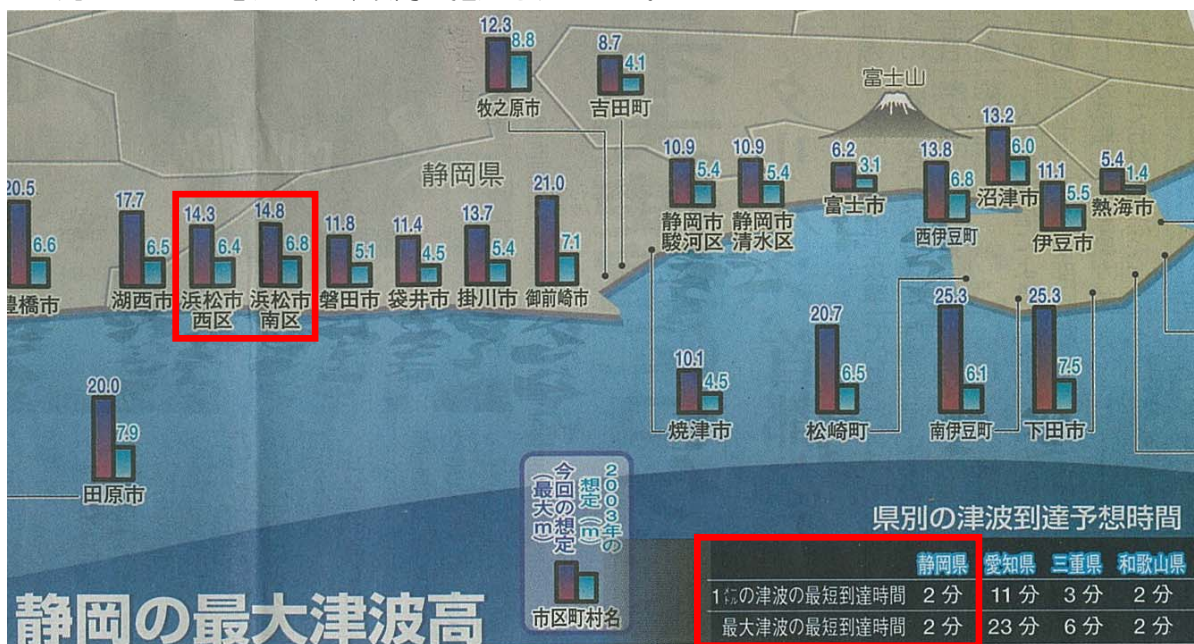 12.3
8.8
牧之原市
8.7
4.1
吉田町
富士山
静岡県
20.5
6.6
豊橋市
17.7
6.5
湖西市
14.3
6.4
浜松市
西区
14.8
6.8
浜松市
南区
11.8
5.1
磐田市
11.4
4.5
袋井市
13.7
5.4
掛川市
21.0
7.1
御前崎市
10.9
5.4
静岡市
駿河区
10.9
5.4
静岡市
清水区
6.2
3.1
富士市
13.8
6.8
西伊豆町
13.2
6.0
沼津市
11.1
5.5
伊豆市
5.4
1.4
熱海市
20.0
7.9
田原市
10.1
4.5
焼津市
20.7
6.5
松崎町
25.3
6.1
南伊豆町
25.3
7.5
下田市
2003年の
想定(m)
今回の想定
(最大m)
市区町村名
静岡の最大津波高
県別の津波到達予想時間
静岡県 愛知県 三重県 和歌山県
1㍍の津波の最短到達時間 2分 11分 3分 2分
最大津波の最短到達時間 2分 23分 6分 2分